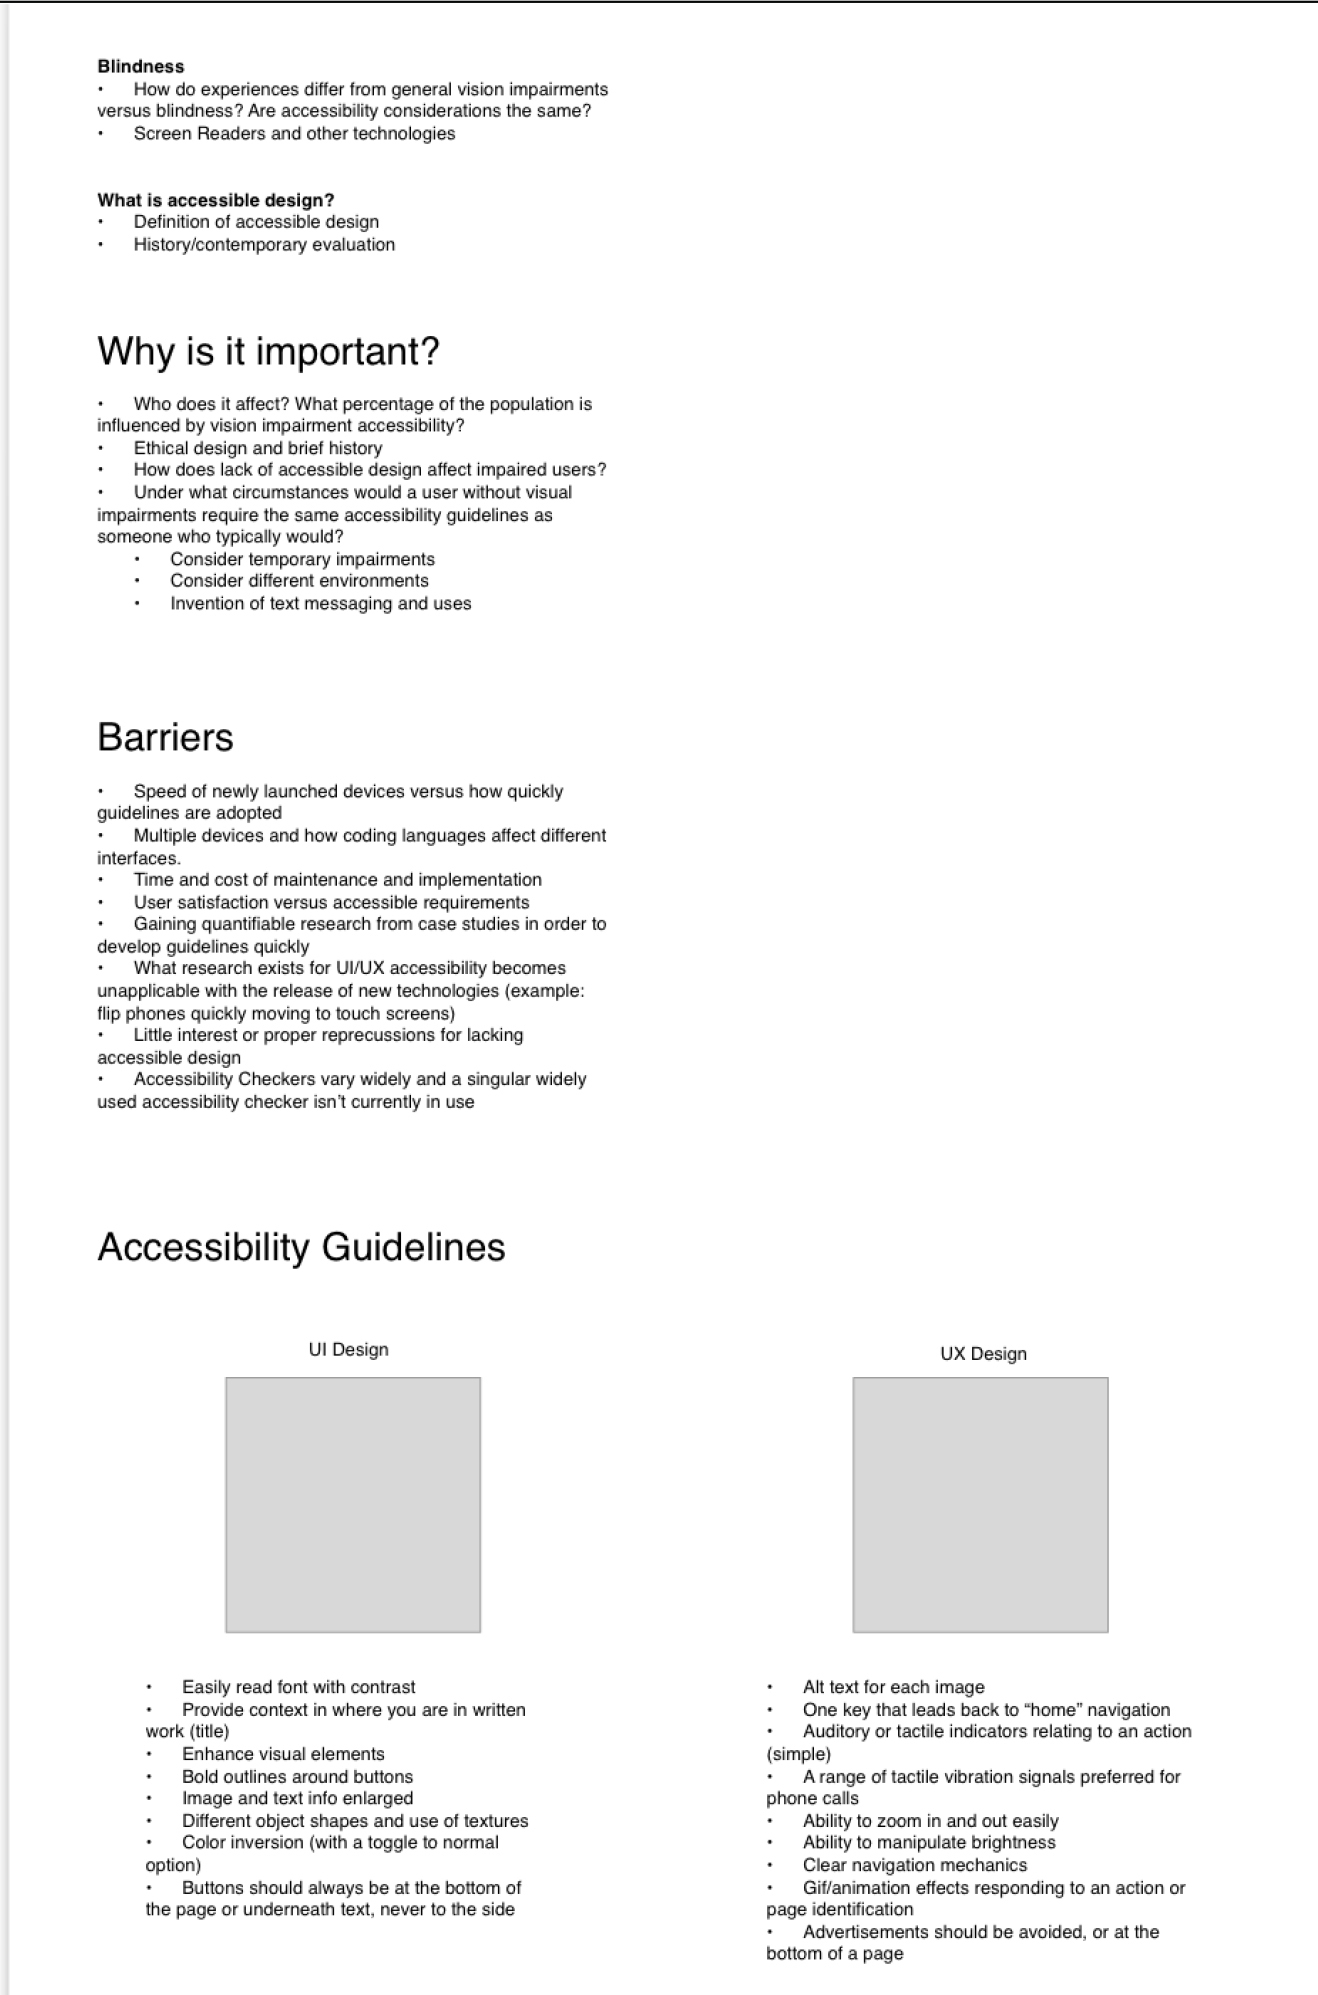 Blindness
• How do experiences differ from general vision impairments
versus blindness? Are accessibility considerations the same?
• Screen Readers and other technologies
What is accessible design?
• Definition of accessible design
• History/contemporary evaluation
Why is it important?
• Who does it affect? What percentage of the population is
influenced by vision impairment accessibility?
• Ethical design and brief history
• How does lack of accessible design affect impaired users?
• Under what circumstances would a user without visual
impairments require the same accessibility guidelines as
someone who typically would?
• Consider temporary impairments
• Consider different environments
• Invention of text messaging and uses
Barriers
• Speed of newly launched devices versus how quickly
guidelines are adopted
• Multiple devices and how coding languages affect different
interfaces.
• Time and cost of maintenance and implementation
• User satisfaction versus accessible requirements
• Gaining quantifiable research from case studies in order to
develop guidelines quickly
• What research exists for UI/UX accessibility becomes
unapplicable with the release of new technologies (example:
flip phones quickly moving to touch screens)
• Little interest or proper reprecussions for lacking
accessible design
• Accessibility Checkers vary widely and a singular widely
used accessibility checker isn’t currently in use
Accessibility Guidelines
UI Design
• Easily read font with contrast
• Provide context in where you are in written
work (title)
• Enhance visual elements
• Bold outlines around buttons
• Image and text info enlarged
• Different object shapes and use of textures
• Color inversion (with a toggle to normal
option)
• Buttons should always be at the bottom of
the page or underneath text, never to the side
UX Design
• Alt text for each image
• One key that leads back to “home” navigation
• Auditory or tactile indicators relating to an action
(simple)
• A range of tactile vibration signals preferred for
phone calls
• Ability to zoom in and out easily
• Ability to manipulate brightness
• Clear navigation mechanics
• Gif/animation effects responding to an action or
page identification
• Advertisements should be avoided, or at the
bottom of a page